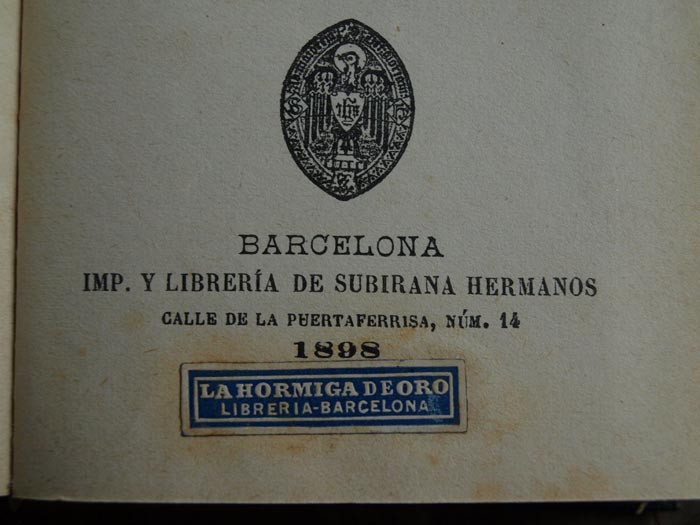 BARCELONA
IMP. Y LIBRERÍA DE SUBIRANA HERMANOS
CALLE DE LA PUERTAFERRISA, NÚM. 14
1898
LA HORMIGA DE ORO
LIBRERIA-BARCELONA